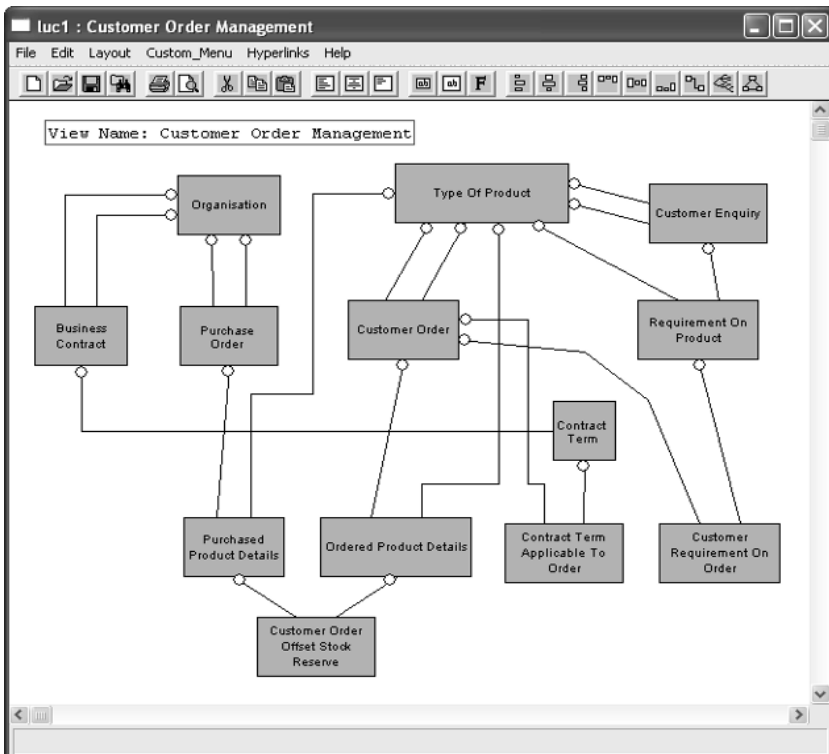 luc1 : Customer Order Management
File Edit Layout Custom_Menu Hyperlinks Help
ab ab F
View Name: Customer Order Management
Organisation
Type Of Product
Customer Enquiry
Business
Contract
Purchase
Order
Customer Order
Requirement On
Product
Contract
Term
Purchased
Product Details
Ordered Product Details
Contract Term
Applicable To
Order
Customer
Requirement On
Order
Customer Order
Offset Stock
Reserve